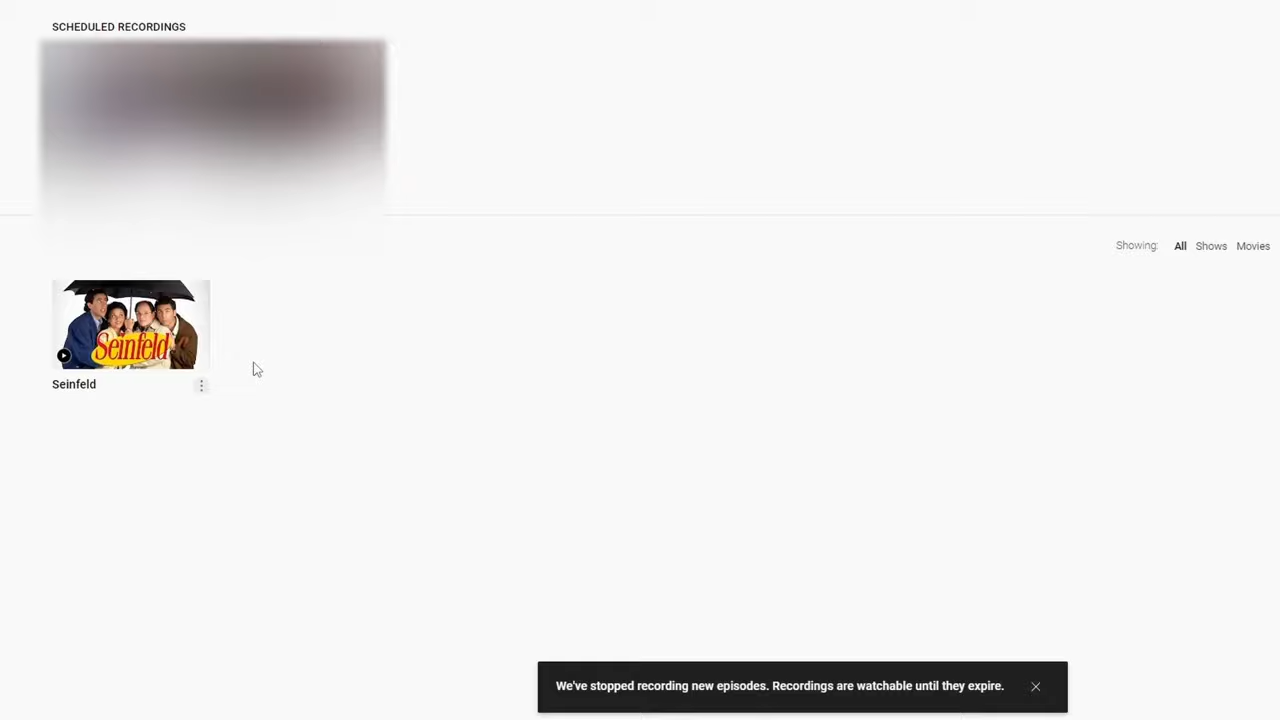 SCHEDULED RECORDINGS
Showing: All Shows Movies
Seinfeld
Seinfeld
We've stopped recording new episodes. Recordings are watchable until they expire.